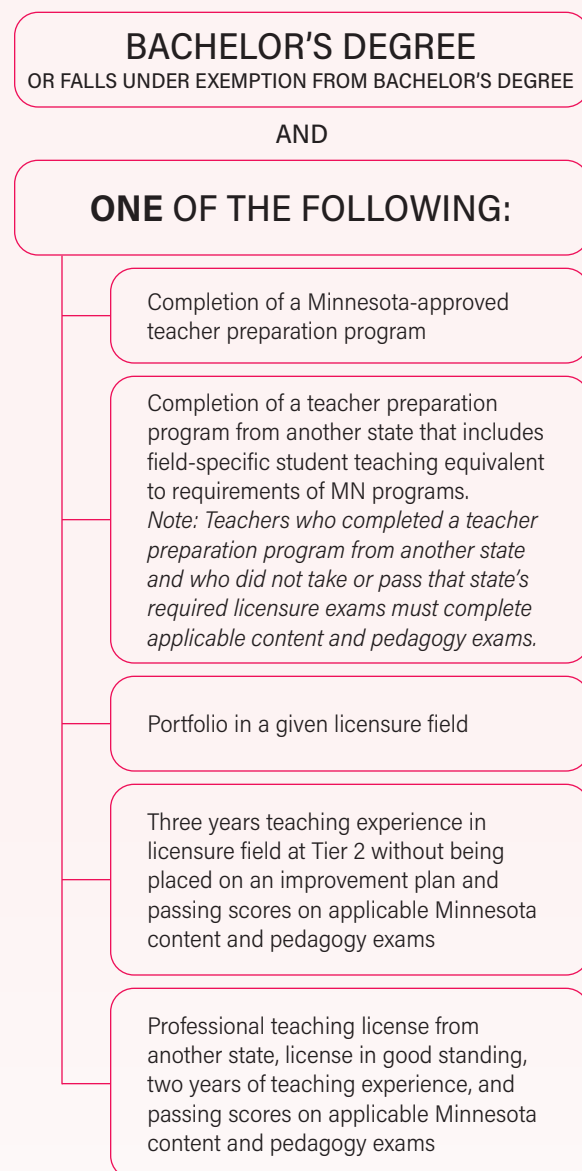 BACHELOR’S DEGREE
OR FALLS UNDER EXEMPTION FROM BACHELOR’S DEGREE
AND
ONE OF THE FOLLOWING:
Completion of a Minnesota-approved
teacher preparation program
Completion of a teacher preparation
program from another state that includes
field-specific student teaching equivalent
to requirements of MN programs.
Note: Teachers who completed a teacher
preparation program from another state
and who did not take or pass that state’s
required licensure exams must complete
applicable content and pedagogy exams.
Portfolio in a given licensure field
Three years teaching experience in
licensure field at Tier 2 without being
placed on an improvement plan and
passing scores on applicable Minnesota
content and pedagogy exams
Professional teaching license from
another state, license in good standing,
two years of teaching experience, and
passing scores on applicable Minnesota
content and pedagogy exams